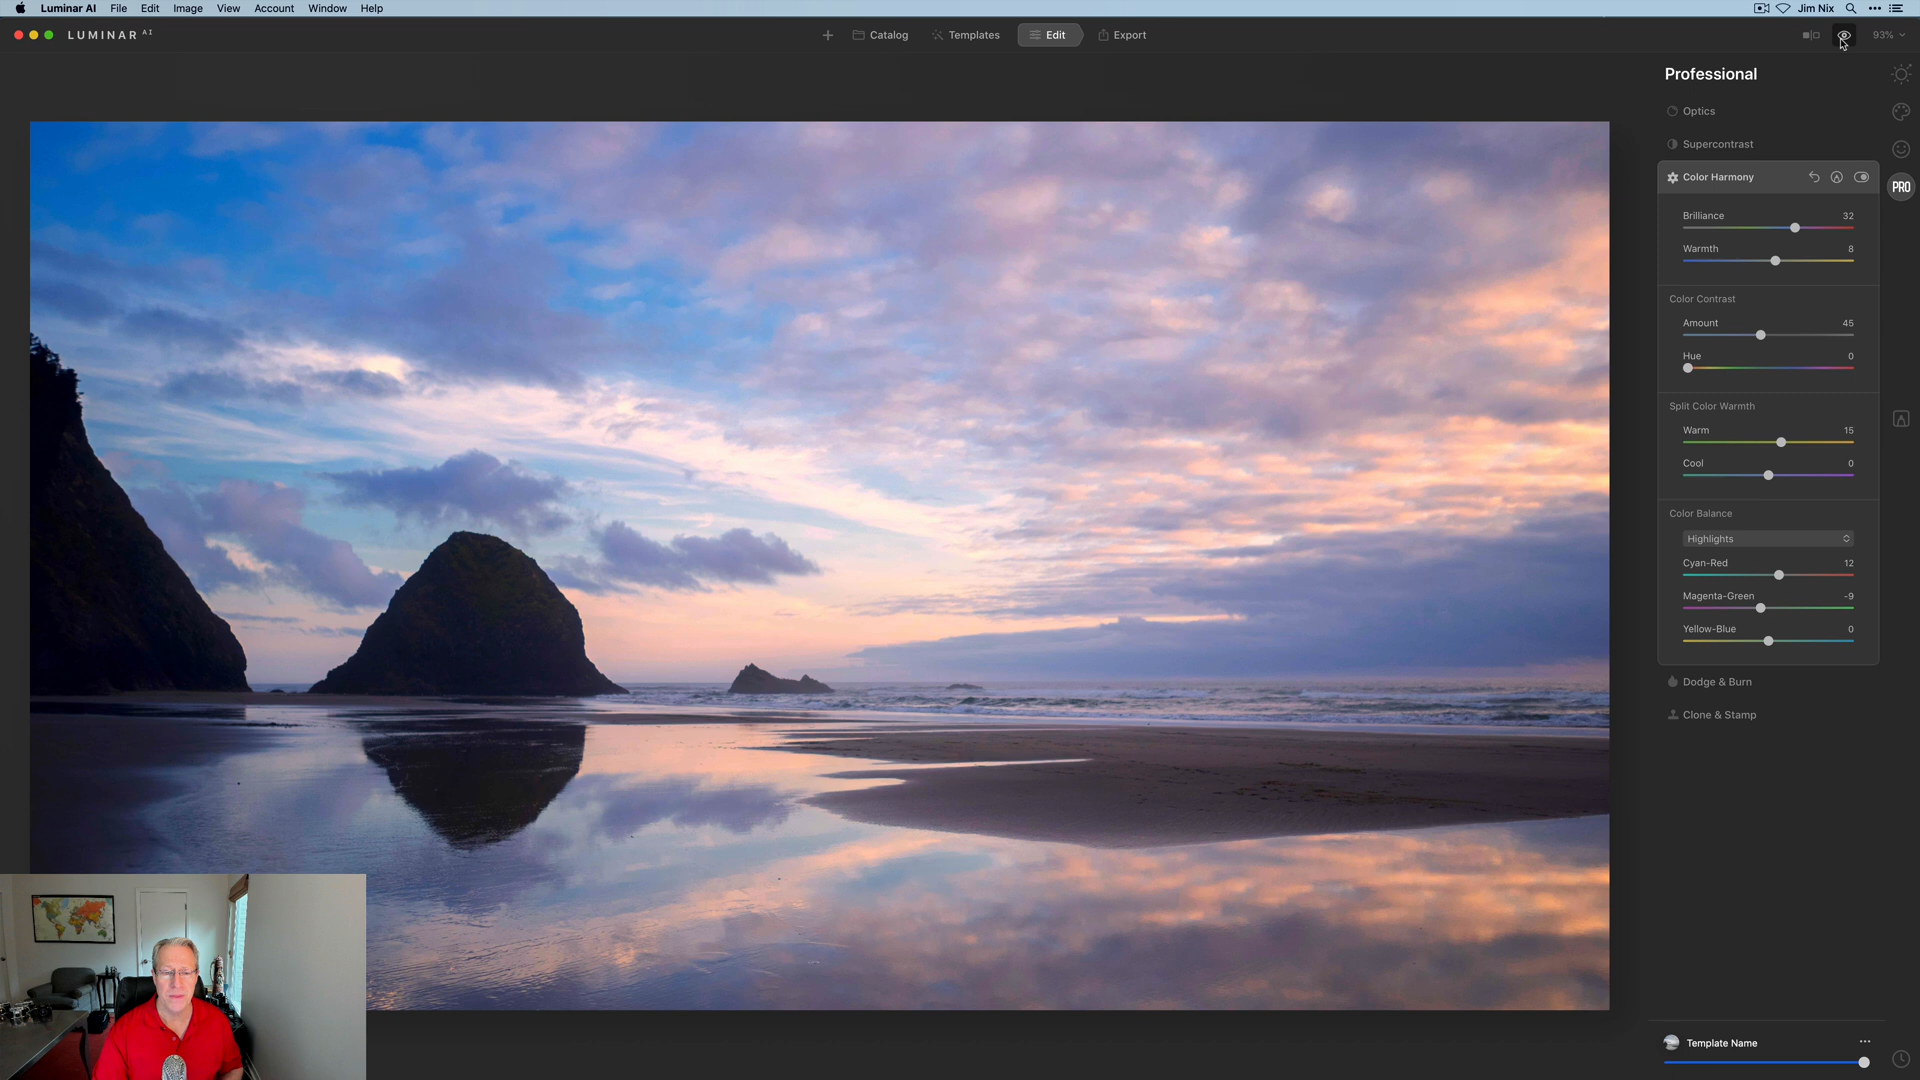 Luminar AI File Edit Image View Account Window Help Jim Nix
LUMINAR AI + Catalog Templates Edit Export 93%
Professional
Optics
Supercontrast
Color Harmony
PRO
Brilliance 32
Warmth 8
Color Contrast
Amount 45
Hue 0
Split Color Warmth
Warm 15
Cool 0
Color Balance
Highlights
Cyan-Red 12
Magenta-Green -9
Yellow-Blue 0
Dodge & Burn
Clone & Stamp
Template Name